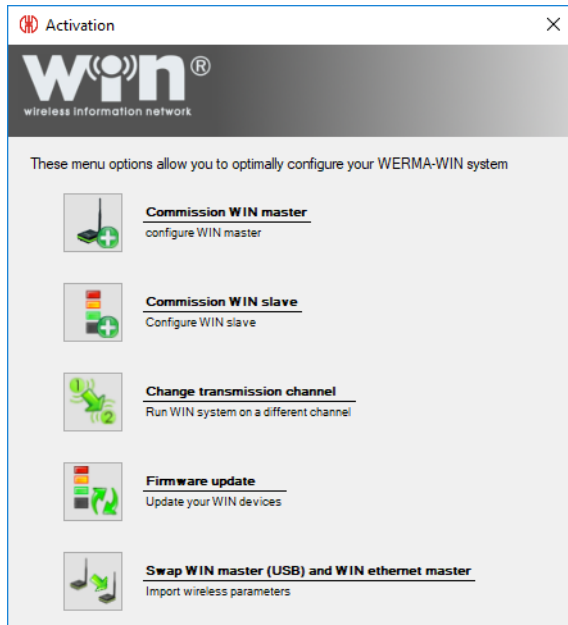 Activation
win®
wireless information network
These menu options allow you to optimally configure your WERMA-WIN system
Commission WIN master
configure WIN master
Commission WIN slave
Configure WIN slave
1
2
Change transmission channel
Run WIN system on a different channel
Firmware update
Update your WIN devices
Swap WIN master (USB) and WIN ethernet master
Import wireless parameters